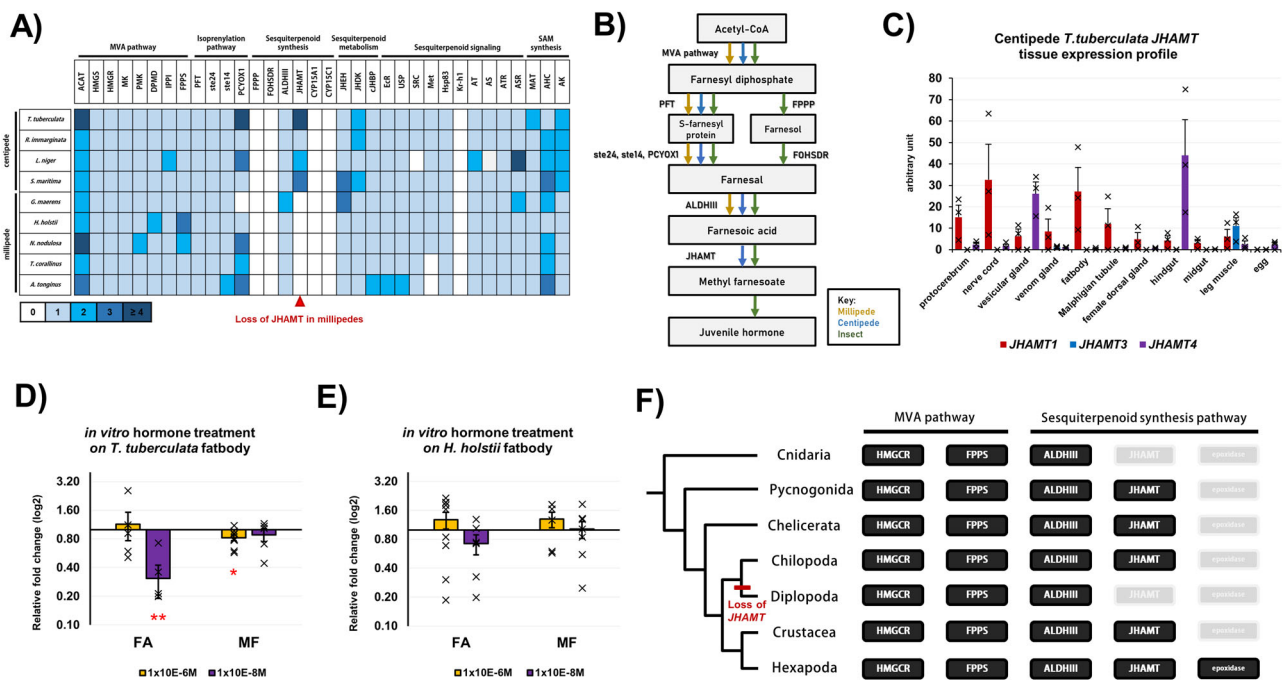 A)
MVA pathway
Isoprenylation pathway
Sesquiterpenoid synthesis
Sesquiterpenoid metabolism
Sesquiterpenoid signaling
SAM synthesis
ACAT
HMGS
HMGR
MK
PMK
DPMD
IPPI
FPPS
PFT
ste24
ste14
PCYOX1
FPPP
FOHSDR
ALDHIII
JHAMT
CYP15A1
CYP15C1
JHEH
JHDK
cJHBP
EcR
USP
SRC
Met
Hsp83
Kr-h1
AT
AS
ATR
ASR
MAT
AHC
AK
centipede
T. tuberculata
R. immarginata
L. niger
S. maritima
millipede
G. maerens
H. holstii
N. nodulosa
T. corallinus
A. tonginus
0 1 2 3 ≥ 4
Loss of JHAMT in millipedes
B)
Acetyl-CoA
MVA pathway
Farnesyl diphosphate
PFT
FPPP
S-farnesyl
protein
Farnesol
ste24, ste14, PCYOX1
FOHSDR
Farnesal
ALDHIII
Farnesoic acid
JHAMT
Methyl farnesoate
Juvenile hormone
Key:
Millipede
Centipede
Insect
C)
Centipede T.tuberculata JHAMT
tissue expression profile
arbitrary unit
80
70
60
50
40
30
20
10
0
protocerebrum
nerve cord
vesicular gland
venom gland
fatbody
Malphigian tubule
female dorsal gland
hindgut
midgut
leg muscle
egg
JHAMT1 JHAMT3 JHAMT4
D)
in vitro hormone treatment
on T. tuberculata fatbody
Relative fold change (log2)
3.20
1.60
0.80
0.40
0.20
0.10
**
*
FA MF
1x10E-6M 1x10E-8M
E)
in vitro hormone treatment
on H. holstii fatbody
Relative fold change (log2)
3.20
1.60
0.80
0.40
0.20
0.10
FA MF
1x10E-6M 1x10E-8M
F)
MVA pathway Sesquiterpenoid synthesis pathway
Cnidaria HMGCR FPPS ALDHIII JHAMT epoxidase
Pycnogonida HMGCR FPPS ALDHIII JHAMT epoxidase
Chelicerata HMGCR FPPS ALDHIII JHAMT epoxidase
Chilopoda HMGCR FPPS ALDHIII JHAMT epoxidase
Diplopoda HMGCR FPPS ALDHIII JHAMT epoxidase
Loss of
JHAMT
Crustacea HMGCR FPPS ALDHIII JHAMT epoxidase
Hexapoda HMGCR FPPS ALDHIII JHAMT epoxidase